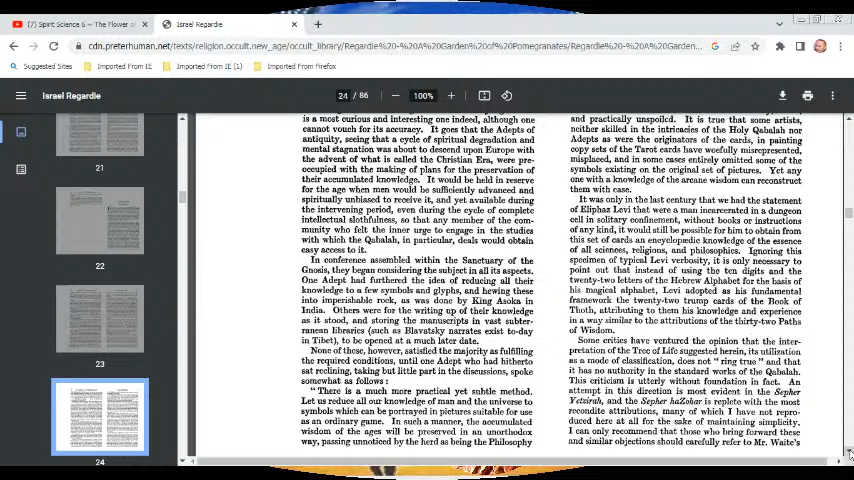 (7) Spirit Science 6 ~ The Flower of
Israel Regardie
cdn.preterhuman.net/texts/religion.occult.new_age/occult_library/Regardie%20-%20A%20Garden%20of%20Pomegranates/Regardie%20-%20A%20Garden...
Suggested Sites
Imported From IE
Imported From IE (1)
Imported From Firefox
Israel Regardie
24 / 86
100%
21
22
23
24
is a most curious and interesting one indeed, although one
cannot vouch for its accuracy. It goes that the Adepts of
antiquity, seeing that a cycle of spiritual degradation and
mental stagnation was about to descend upon Europe with
the advent of what is called the Christian Era, were pre-
occupied with the making of plans for the preservation of
their accumulated knowledge. It would be held in reserve
for the age when men would be sufficiently advanced and
spiritually unbiased to receive it, and yet available during
the intervening period, even during the cycle of complete
intellectual slothfulness, so that any member of the com-
munity who felt the inner urge to engage in the studies
with which the Qabalah, in particular, deals would obtain
easy access to it.
In conference assembled within the Sanctuary of the
Gnosis, they began considering the subject in all its aspects.
One Adept had furthered the idea of reducing all their
knowledge to a few symbols and glyphs, and hewing these
into imperishable rock, as was done by King Asoka in
India. Others were for the writing up of their knowledge
as it stood, and storing the manuscripts in vast subter-
ranean libraries (such as Blavatsky narrates exist to-day
in Tibet), to be opened at a much later date.
None of these, however, satisfied the majority as fulfilling
the required conditions, until one Adept who had hitherto
sat reclining, taking but little part in the discussions, spoke
somewhat as follows :
" There is a much more practical yet subtle method.
Let us reduce all our knowledge of man and the universe to
symbols which can be portrayed in pictures suitable for use
as an ordinary game. In such a manner, the accumulated
wisdom of the ages will be preserved in an unorthodox
way, passing unnoticed by the herd as being the Philosophy
and practically unspoiled. It is true that some artists,
neither skilled in the intricacies of the Holy Qabalah nor
Adepts as were the originators of the cards, in painting
copy sets of the Tarot cards have woefully misrepresented,
misplaced, and in some cases entirely omitted some of the
symbols existing on the original set of pictures. Yet any
one with a knowledge of the arcane wisdom can reconstruct
them with ease.
It was only in the last century that we had the statement
of Eliphaz Levi that were a man incarcerated in a dungeon
cell in solitary confinement, without books or instructions
of any kind, it would still be possible for him to obtain from
this set of cards an encyclopædic knowledge of the essence
of all sciences, religions, and philosophies. Ignoring this
specimen of typical Levi verbosity, it is only necessary to
point out that instead of using the ten digits and the
twenty-two letters of the Hebrew Alphabet for the basis of
his magical alphabet, Levi adopted as his fundamental
framework the twenty-two trump cards of the Book of
Thoth, attributing to them his knowledge and experience
in a way similar to the attributions of the thirty-two Paths
of Wisdom.
Some critics have ventured the opinion that the inter-
pretation of the Tree of Life suggested herein, its utilization
as a mode of classification, does not " ring true " and that
it has no authority in the standard works of the Qabalah.
This criticism is utterly without foundation in fact. An
attempt in this direction is most evident in the Sepher
Yetzirah, and the Sepher haZohar is replete with the most
recondite attributions, many of which I have not repro-
duced here at all for the sake of maintaining simplicity.
I can only recommend that those who bring forward these
and similar objections should carefully refer to Mr. Waite's